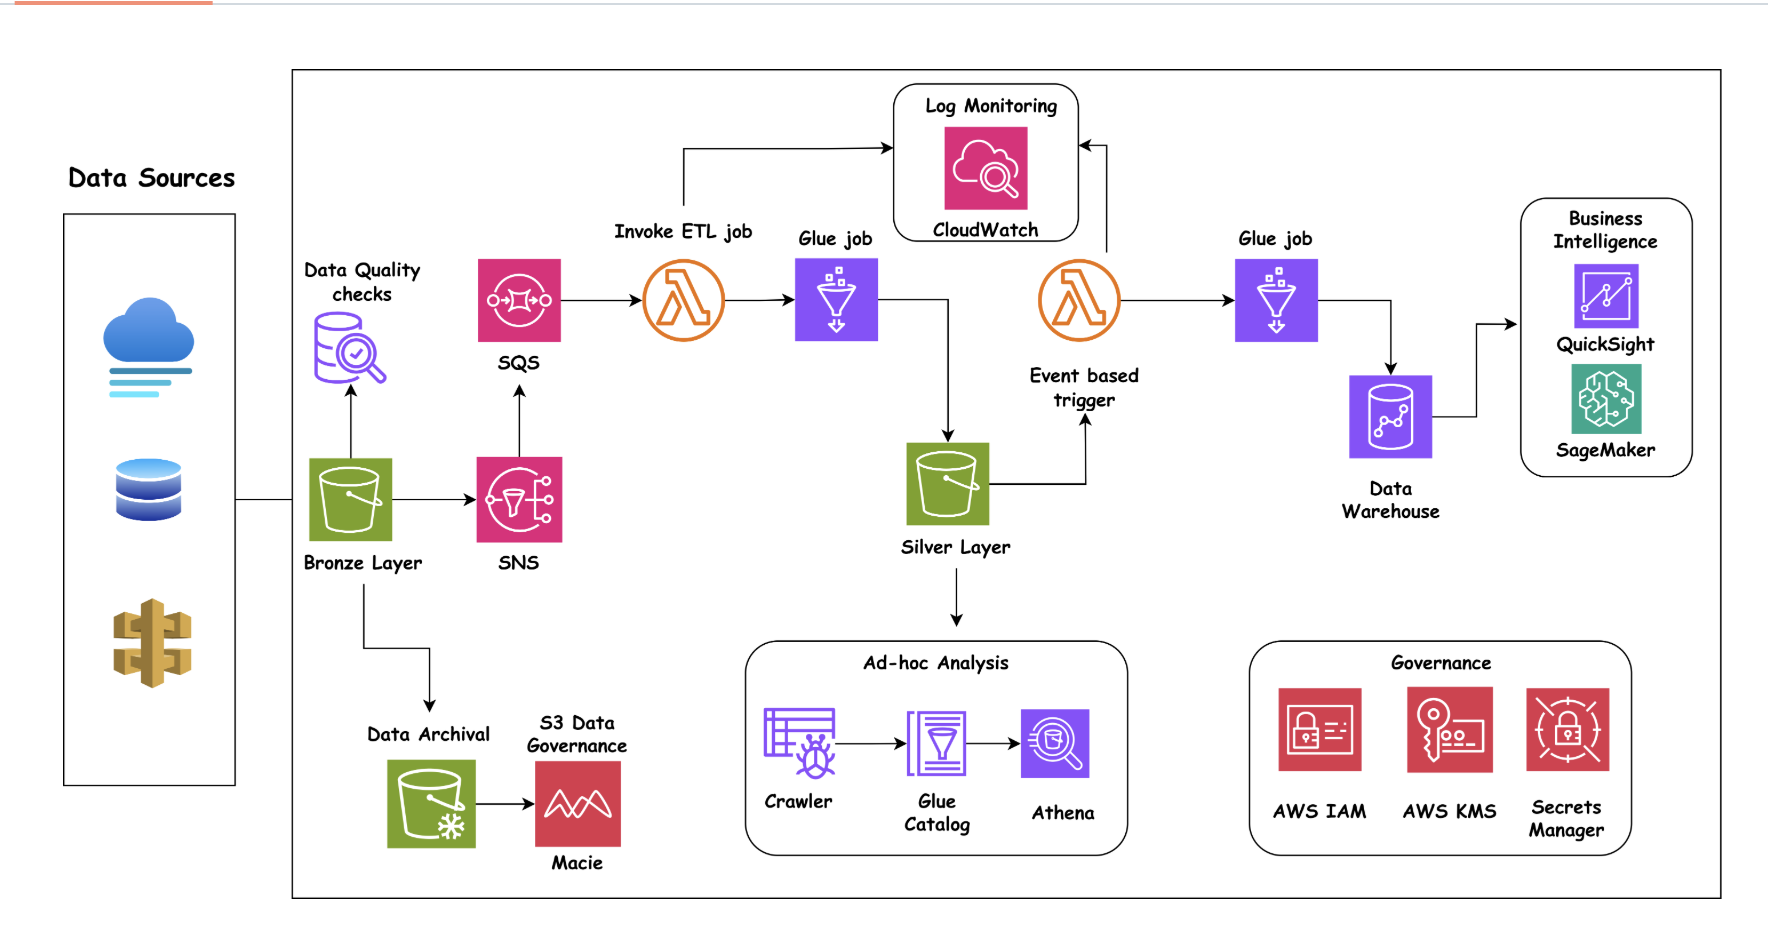 Data Sources
Log Monitoring
CloudWatch
Invoke ETL job
Glue job
Glue job
Business
Intelligence
QuickSight
SageMaker
Data Quality
checks
SQS
Event based
trigger
Data
Warehouse
Bronze Layer
SNS
Silver Layer
Data Archival
S3 Data
Governance
Macie
Ad-hoc Analysis
Crawler
Glue
Catalog
Athena
Governance
AWS IAM
AWS KMS
Secrets
Manager